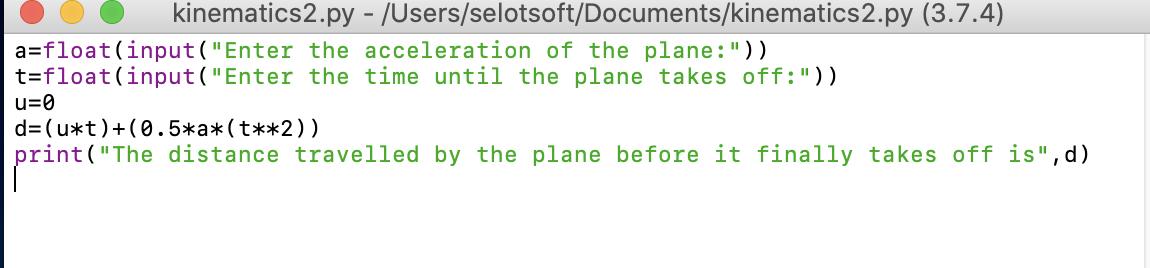 kinematics2.py - /Users/selotsoft/Documents/kinematics2.py (3.7.4)
a=float(input("Enter the acceleration of the plane:"))
t=float(input("Enter the time until the plane takes off:"))
u=0
d=(u*t)+(0.5*a*(t**2))
print("The distance travelled by the plane before it finally takes off is",d)